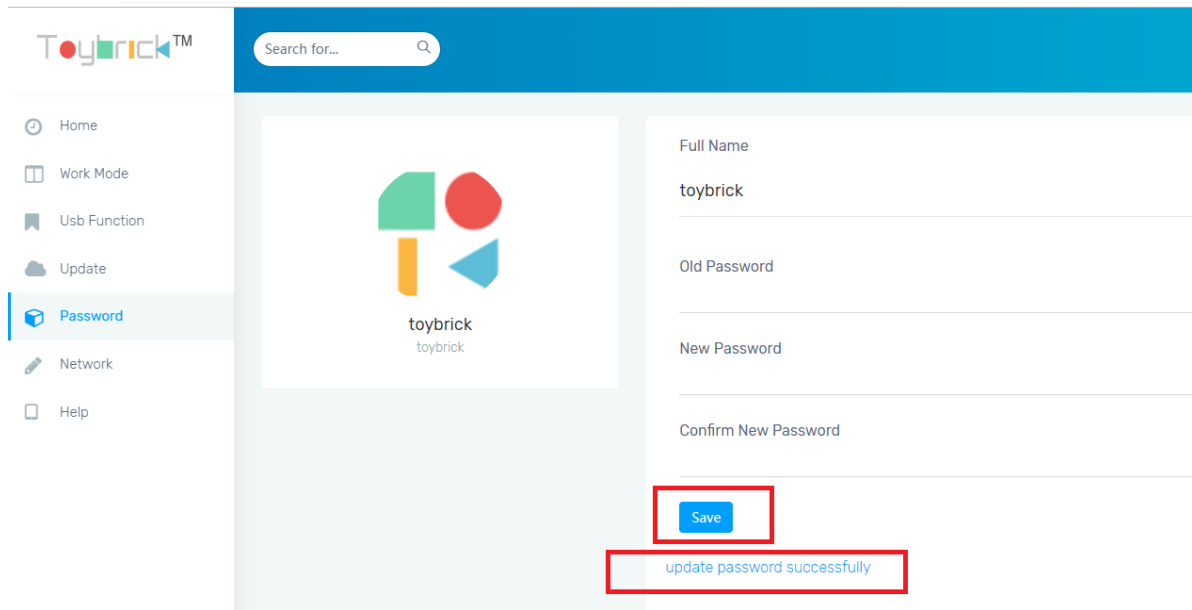 Toybrick™
Search for...
Home
Work Mode
Usb Function
Update
Password
Network
Help
toybrick
toybrick
Full Name
toybrick
Old Password
New Password
Confirm New Password
Save
update password successfully